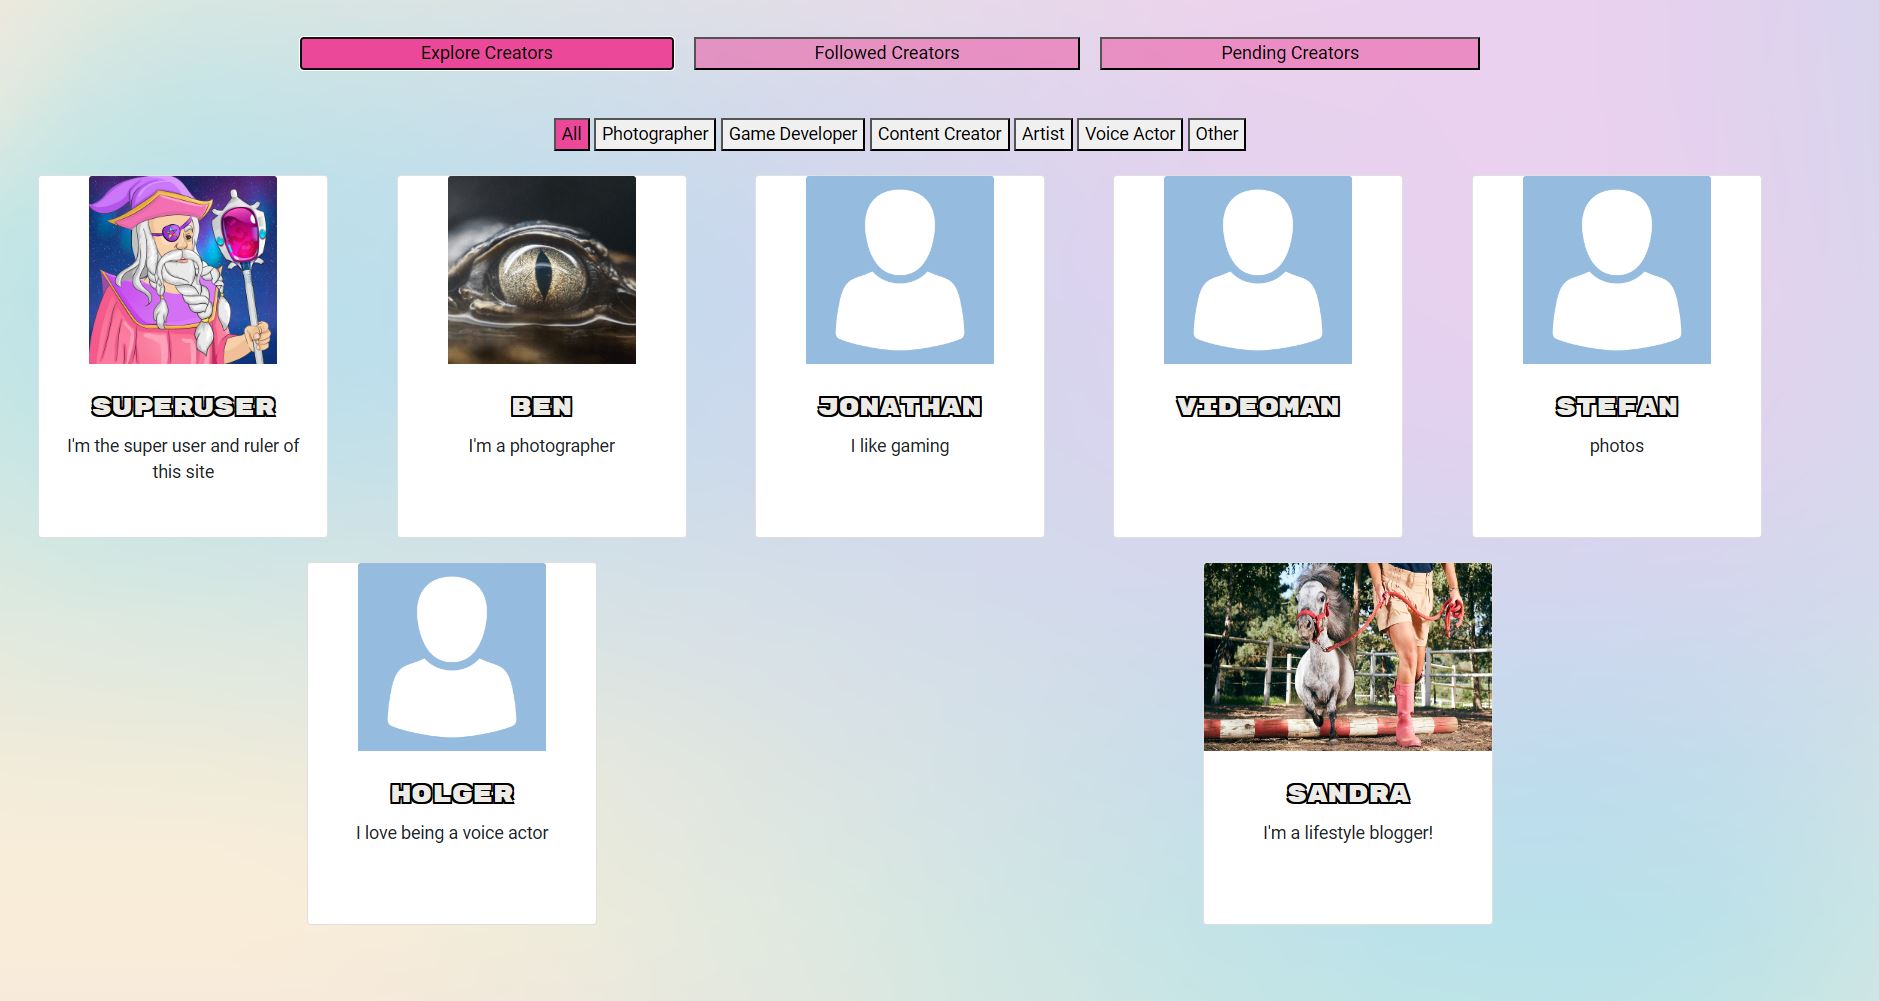 Explore Creators
Followed Creators
Pending Creators
All
Photographer
Game Developer
Content Creator
Artist
Voice Actor
Other
SUPERUSER
I'm the super user and ruler of
this site
BEN
I'm a photographer
JONATHAN
I like gaming
VIDEOMAN
STEFAN
photos
HOLGER
I love being a voice actor
SANDRA
I'm a lifestyle blogger!